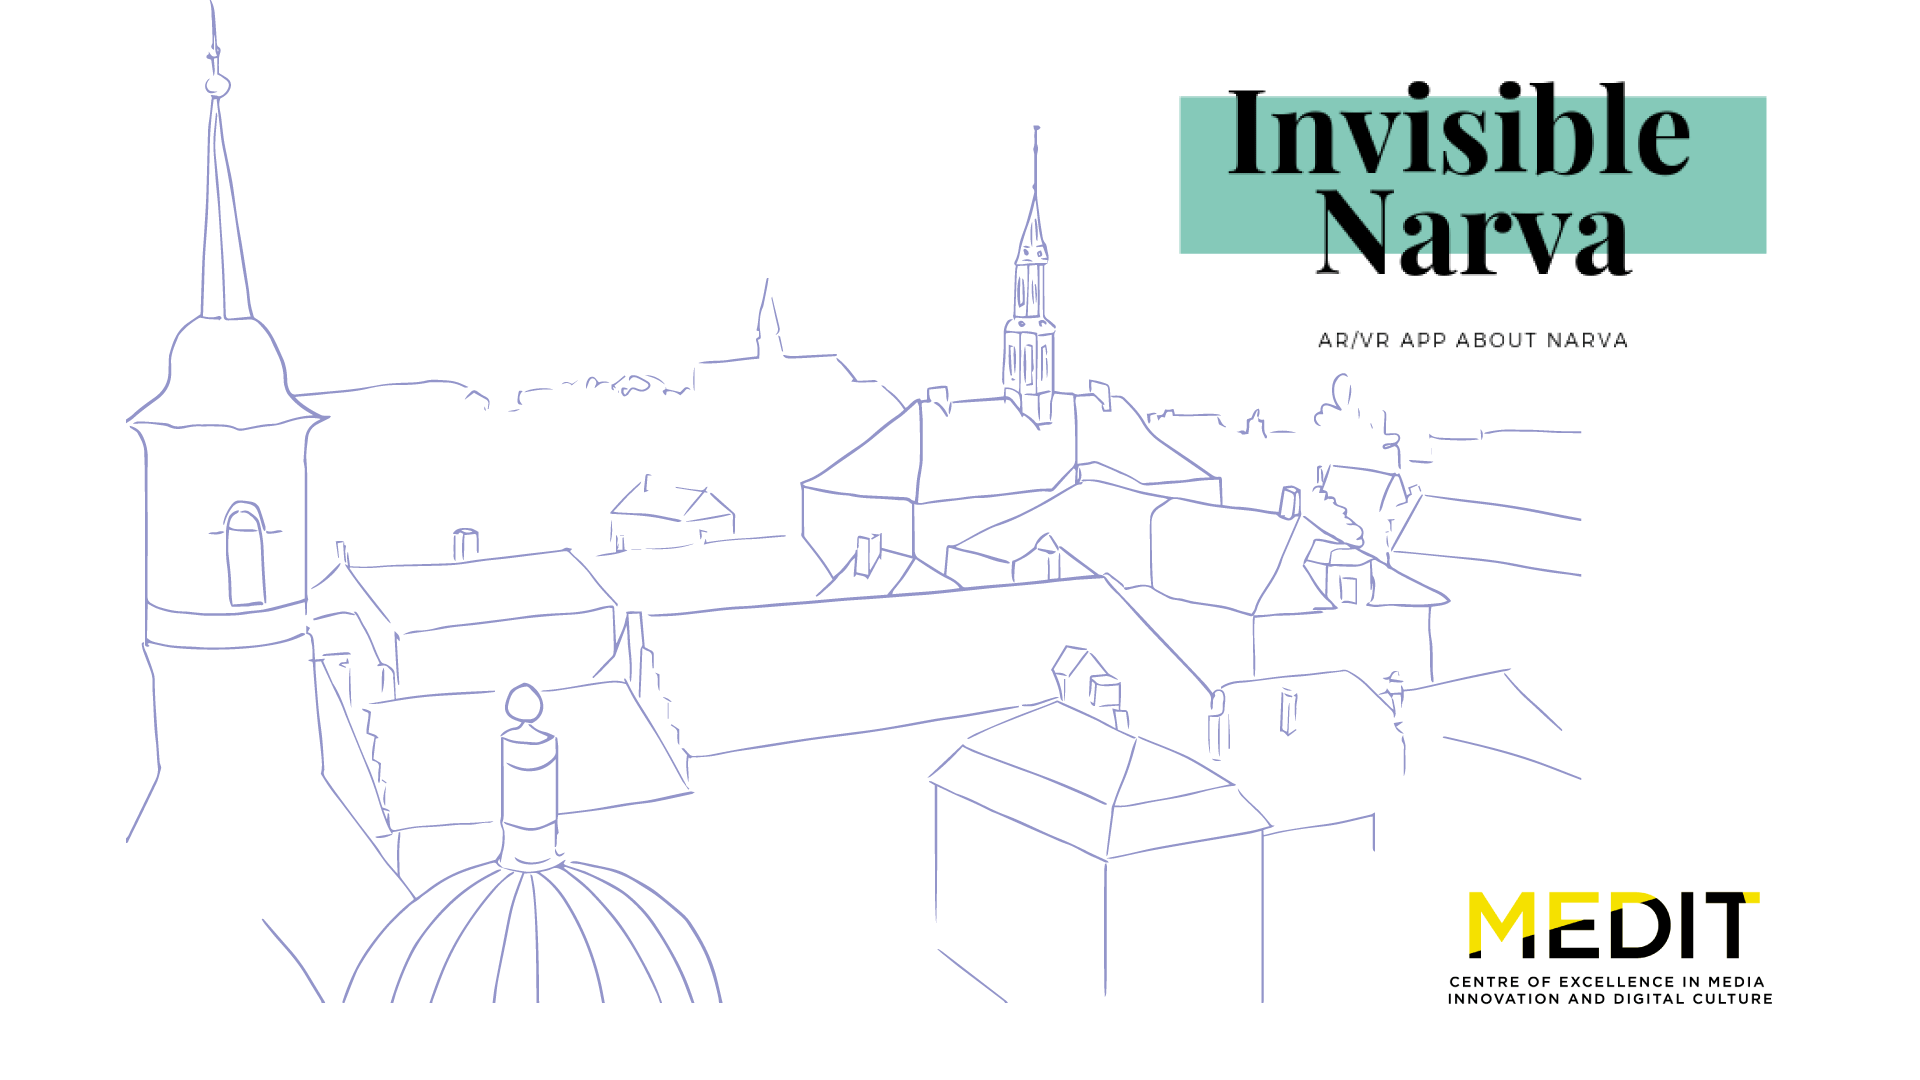 Invisible
Narva
AR/VR APP ABOUT NARVA
MEDIT
CENTRE OF EXCELLENCE IN MEDIA
INNOVATION AND DIGITAL CULTURE